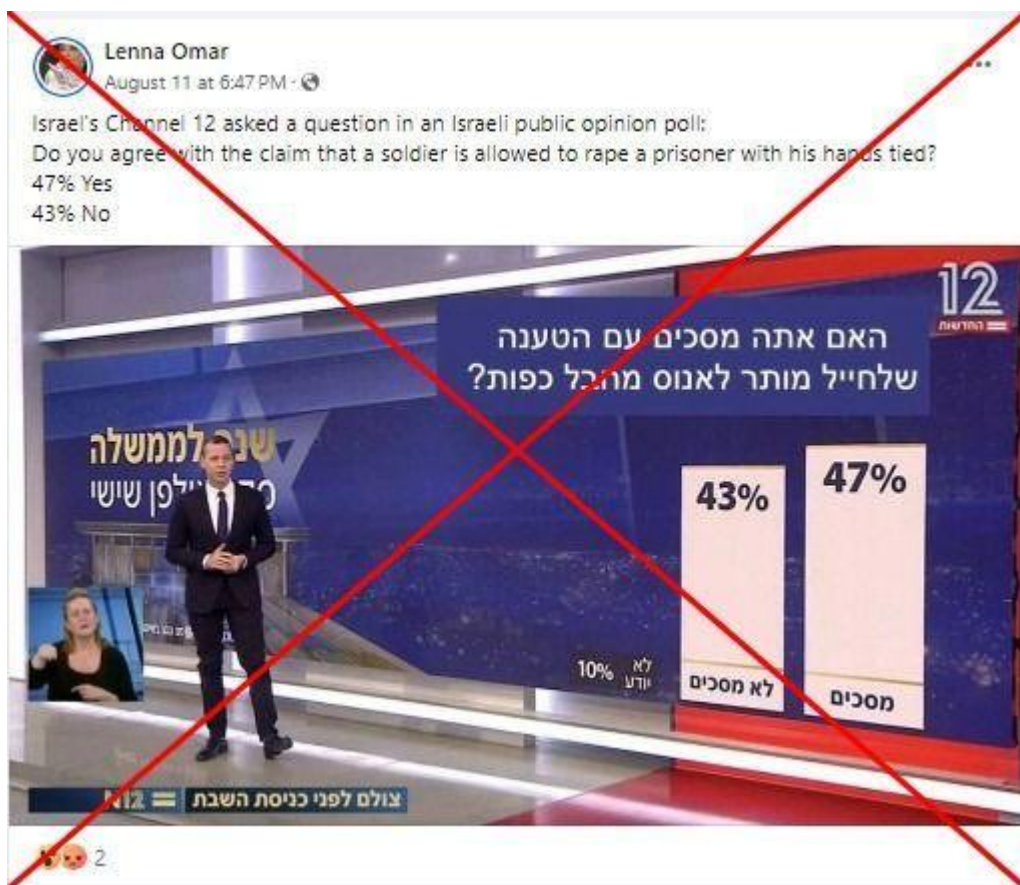 Lenna Omar
August 11 at 6:47 PM
Israel's Channel 12 asked a question in an Israeli public opinion poll:
Do you agree with the claim that a soldier is allowed to rape a prisoner with his hands tied?
47% Yes
43% No
12
החדשות
האם אתה מסכים עם הטענה
שלחייל מותר לאנוס מחבל כפות?
שנה לממשלה
שישי
47%
43%
מסכים
לא מסכים
לא יודע
10%
צולם לפני כניסת השבת
N12
2